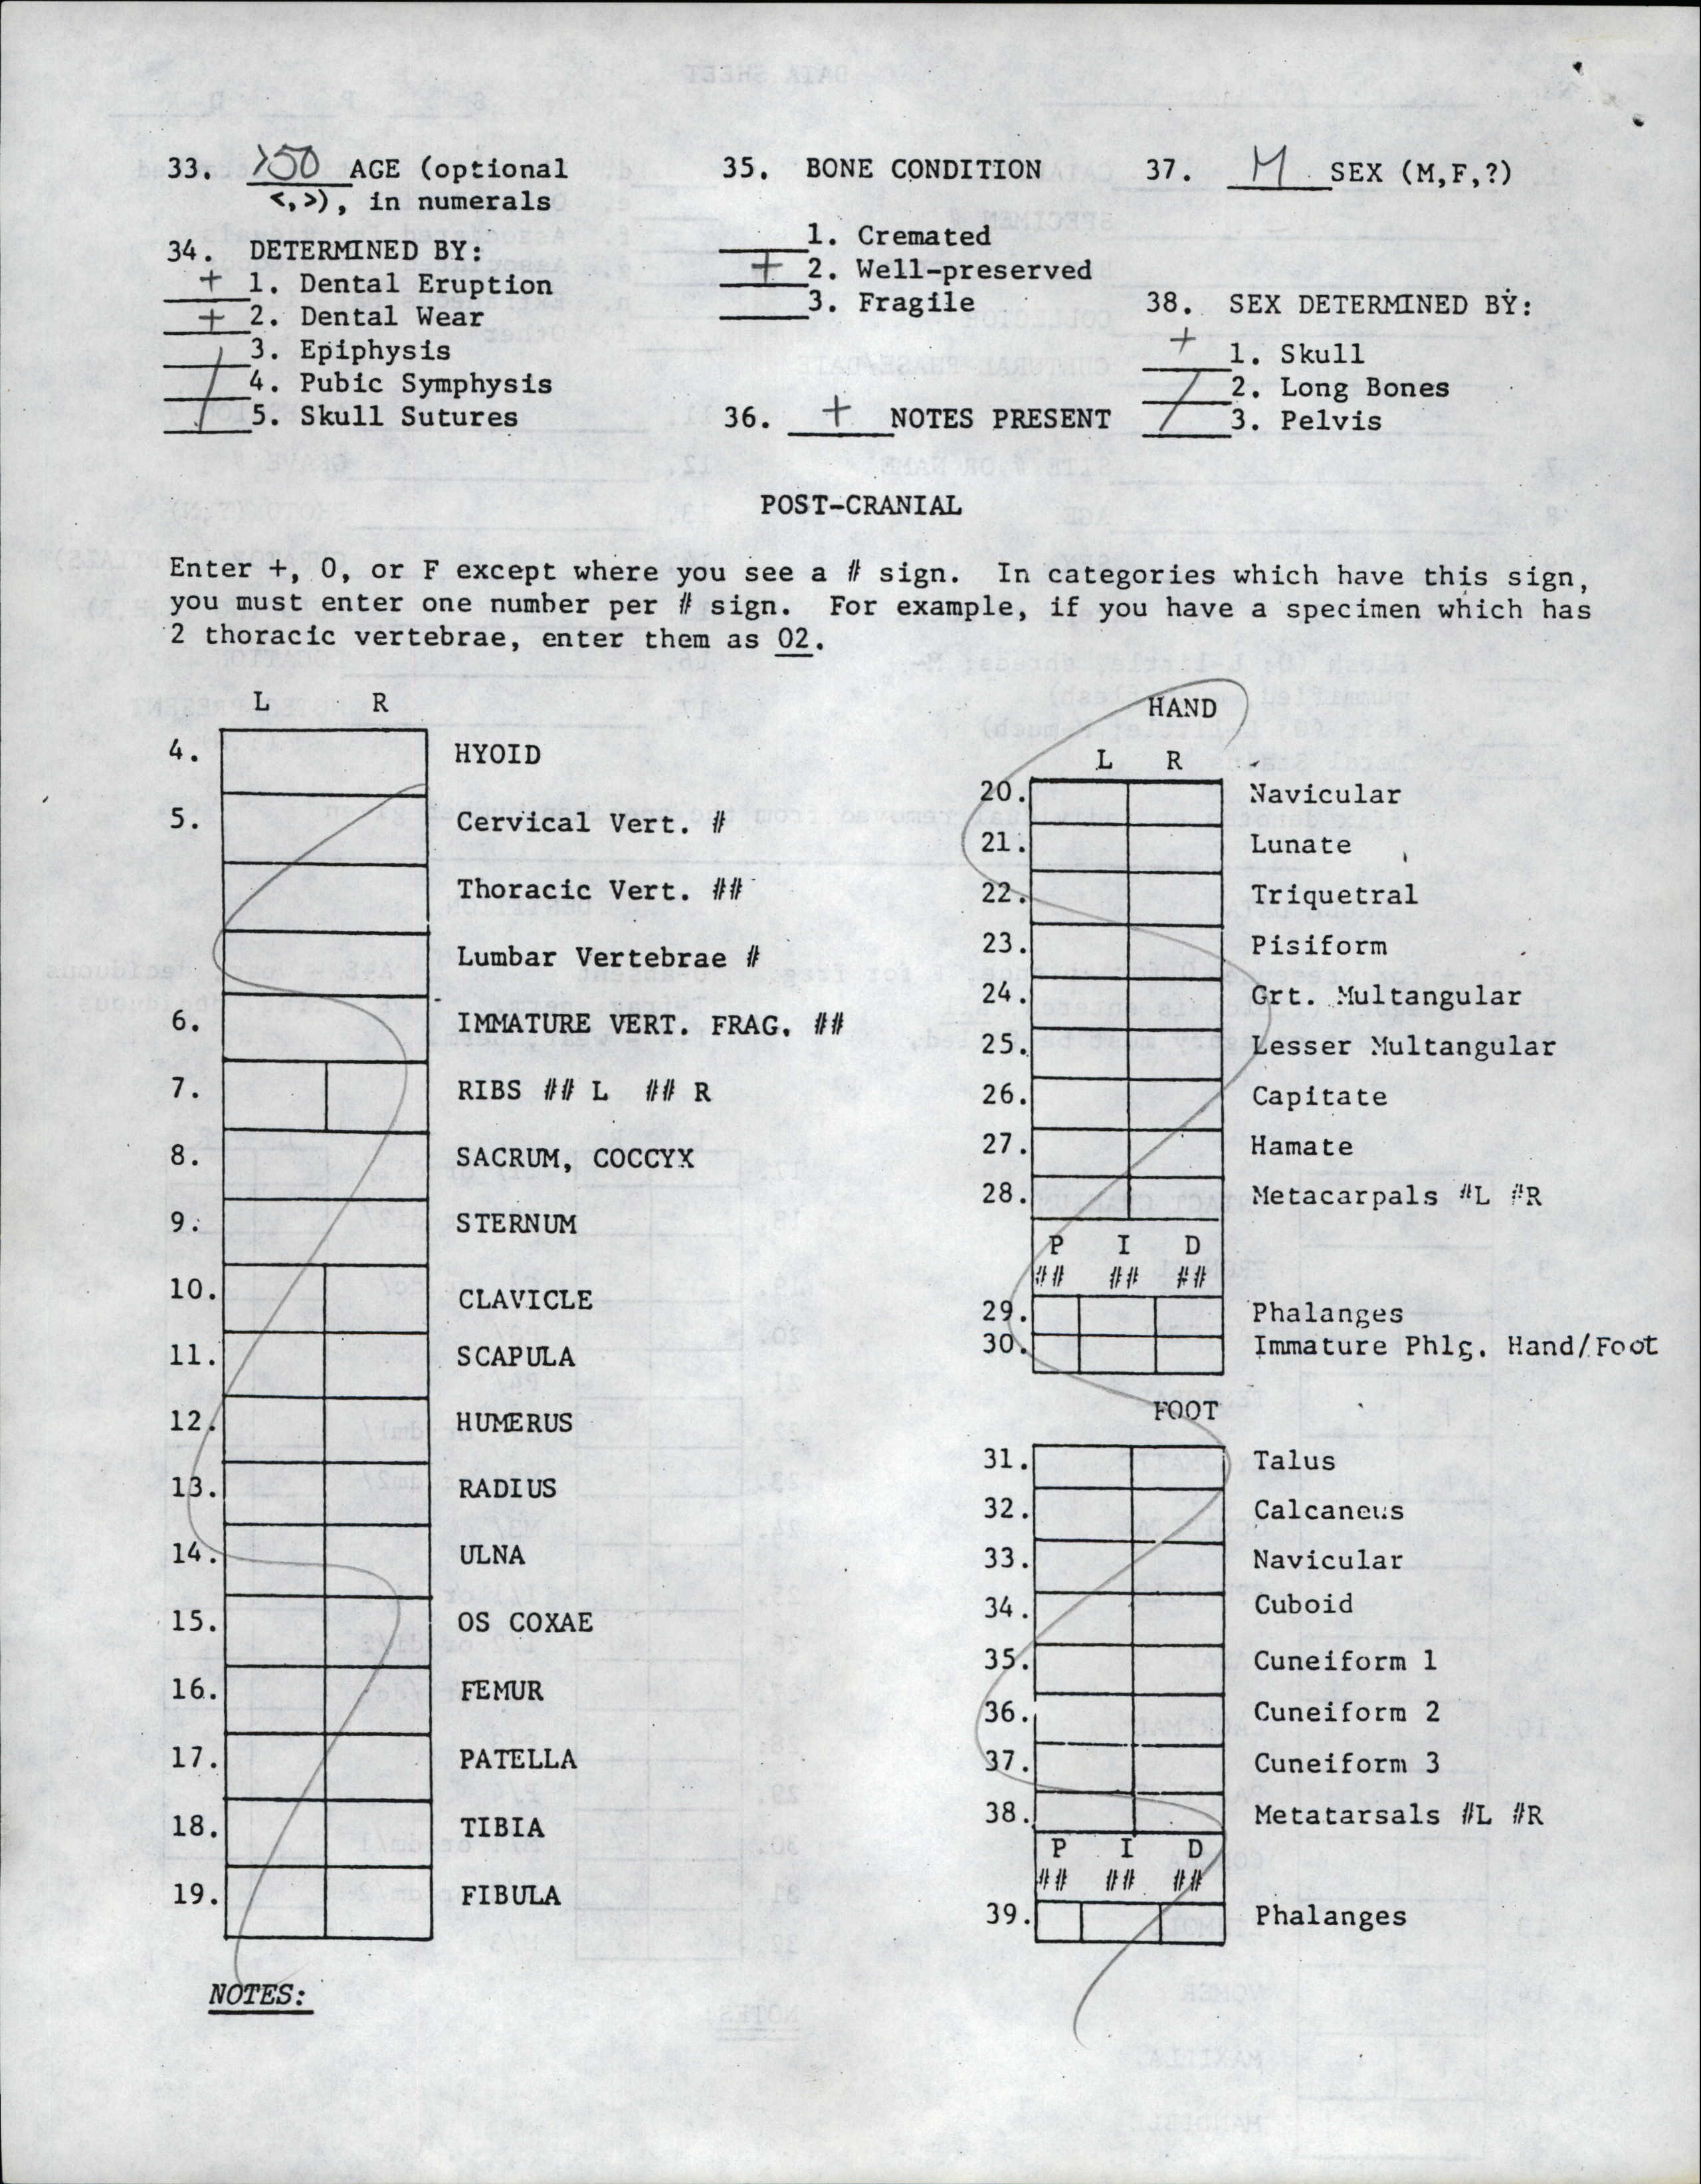 33. >50 AGE (optional
<,>), in numerals
34. DETERMINED BY:
+ 1. Dental Eruption
+ 2. Dental Wear
/ 3. Epiphysis
4. Pubic Symphysis
5. Skull Sutures
35. BONE CONDITION
1. Cremated
+ 2. Well-preserved
3. Fragile
36. + NOTES PRESENT
37. M SEX (M,F,?)
38. SEX DETERMINED BY:
+ 1. Skull
/ 2. Long Bones
3. Pelvis
POST-CRANIAL
Enter +, 0, or F except where you see a # sign. In categories which have this sign,
you must enter one number per # sign. For example, if you have a specimen which has
2 thoracic vertebrae, enter them as 02.
L R
4. HYOID
5. Cervical Vert. #
Thoracic Vert. ##
Lumbar Vertebrae #
6. IMMATURE VERT. FRAG. ##
7. RIBS ## L ## R
8. SACRUM, COCCYX
9. STERNUM
10. CLAVICLE
11. SCAPULA
12. HUMERUS
13. RADIUS
14. ULNA
15. OS COXAE
16. FEMUR
17. PATELLA
18. TIBIA
19. FIBULA
NOTES:
HAND
L R
20. Navicular
21. Lunate
22. Triquetral
23. Pisiform
24. Grt. Multangular
25. Lesser Multangular
26. Capitate
27. Hamate
28. Metacarpals #L #R
P I D
## ## ##
29. Phalanges
30. Immature Phlg. Hand/Foot
FOOT
31. Talus
32. Calcaneus
33. Navicular
34. Cuboid
35. Cuneiform 1
36. Cuneiform 2
37. Cuneiform 3
38. Metatarsals #L #R
P I D
## ## ##
39. Phalanges